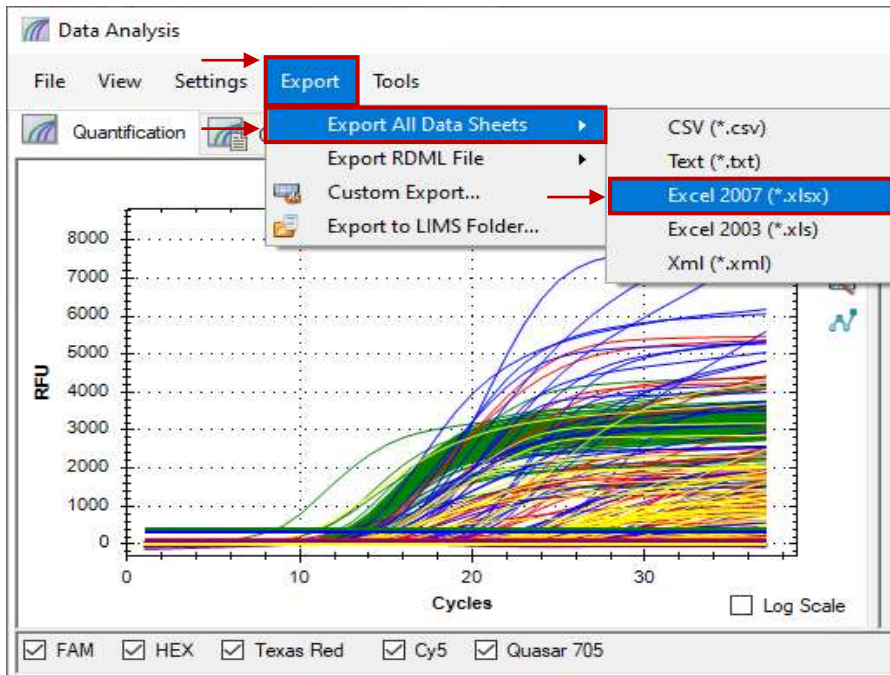 Data Analysis
File View Settings Export Tools
Quantification
Export All Data Sheets
Export RDML File
Custom Export...
Export to LIMS Folder...
CSV (*.csv)
Text (*.txt)
Excel 2007 (*.xlsx)
Excel 2003 (*.xls)
Xml (*.xml)
8000
7000
6000
5000
4000
3000
2000
1000
0
RFU
0 10 20 30
Cycles
Log Scale
FAM HEX Texas Red Cy5 Quasar 705